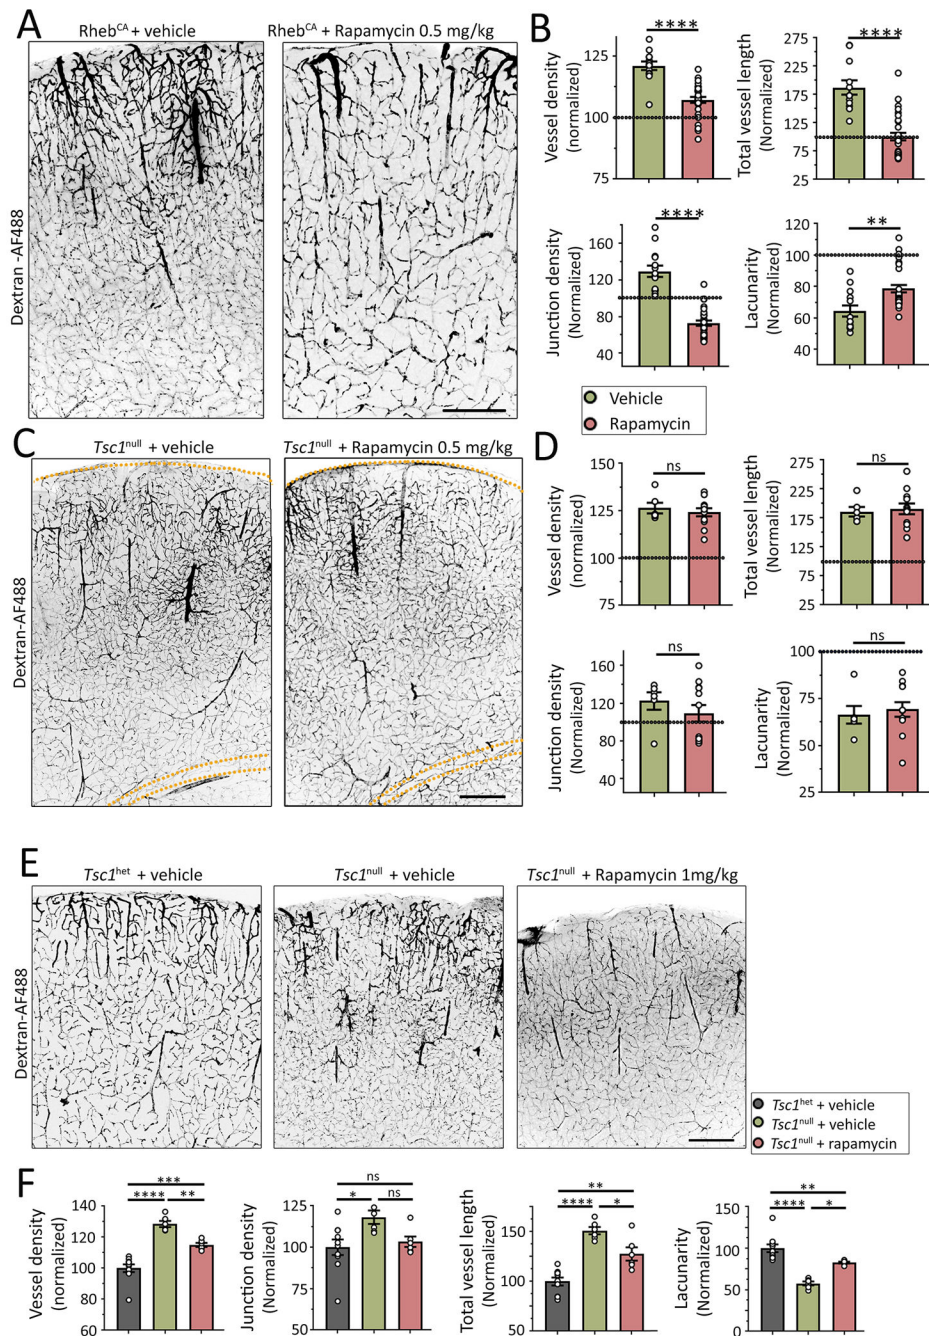 A
Rheb^CA + vehicle
Rheb^CA + Rapamycin 0.5 mg/kg
Dextran -AF488
B
Vessel density
(normalized)
125
100
75
****
Total vessel length
(Normalized)
275
225
175
125
75
25
****
Junction density
(Normalized)
160
120
80
40
****
Lacunarity
(Normalized)
100
80
60
40
**
Vehicle
Rapamycin
C
Tsc1^null + vehicle
Tsc1^null + Rapamycin 0.5 mg/kg
Dextran-AF488
D
Vessel density
(normalized)
150
125
100
75
ns
Total vessel length
(Normalized)
275
225
175
125
75
25
ns
Junction density
(Normalized)
160
120
80
40
ns
Lacunarity
(Normalized)
100
75
50
25
ns
E
Tsc1^het + vehicle
Tsc1^null + vehicle
Tsc1^null + Rapamycin 1mg/kg
Dextran-AF488
Tsc1^het + vehicle
Tsc1^null + vehicle
Tsc1^null + rapamycin
F
Vessel density
(normalized)
140
120
100
80
60
***
****
**
Junction density
(Normalized)
125
100
75
50
ns
*
ns
Total vessel length
(Normalized)
150
100
50
**
****
*
Lacunarity
(Normalized)
150
100
50
0
**
****
*